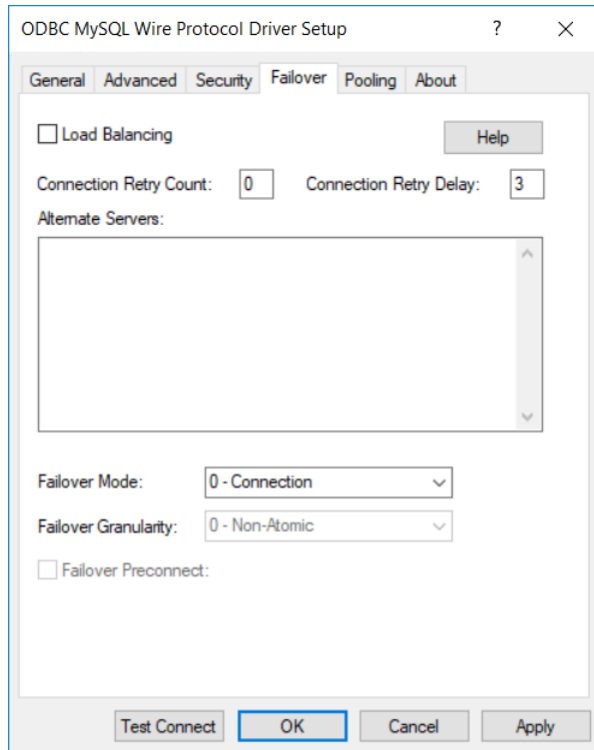 ODBC MySQL Wire Protocol Driver Setup ?
General Advanced Security Failover Pooling About
Load Balancing Help
Connection Retry Count: 0 Connection Retry Delay: 3
Alternate Servers:
Failover Mode: 0 - Connection
Failover Granularity: 0 - Non-Atomic
Failover Preconnect:
Test Connect OK Cancel Apply